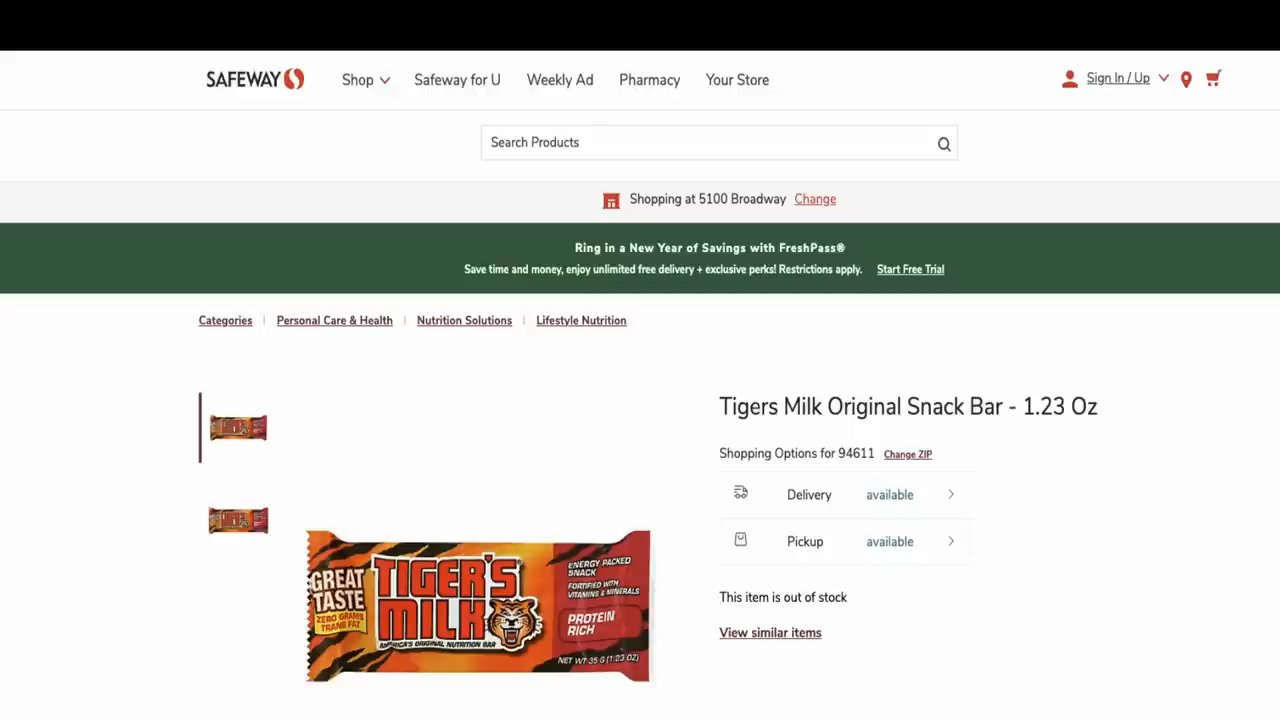 SAFEWAY
Shop
Safeway for U
Weekly Ad
Pharmacy
Your Store
Sign In / Up
Search Products
Shopping at 5100 Broadway Change
Ring in a New Year of Savings with FreshPass®
Save time and money, enjoy unlimited free delivery + exclusive perks! Restrictions apply. Start Free Trial
Categories | Personal Care & Health | Nutrition Solutions | Lifestyle Nutrition
Tigers Milk Original Snack Bar - 1.23 Oz
Shopping Options for 94611 Change ZIP
Delivery available
Pickup available
This item is out of stock
View similar items
GREAT
TASTE
ZERO GRAMS
TRANS FAT
TIGER'S
MILK
AMERICA'S ORIGINAL NUTRITION BAR
ENERGY PACKED
SNACK
FORTIFIED WITH
VITAMINS & MINERALS
PROTEIN
RICH
NET WT 35 G (1.23 OZ)